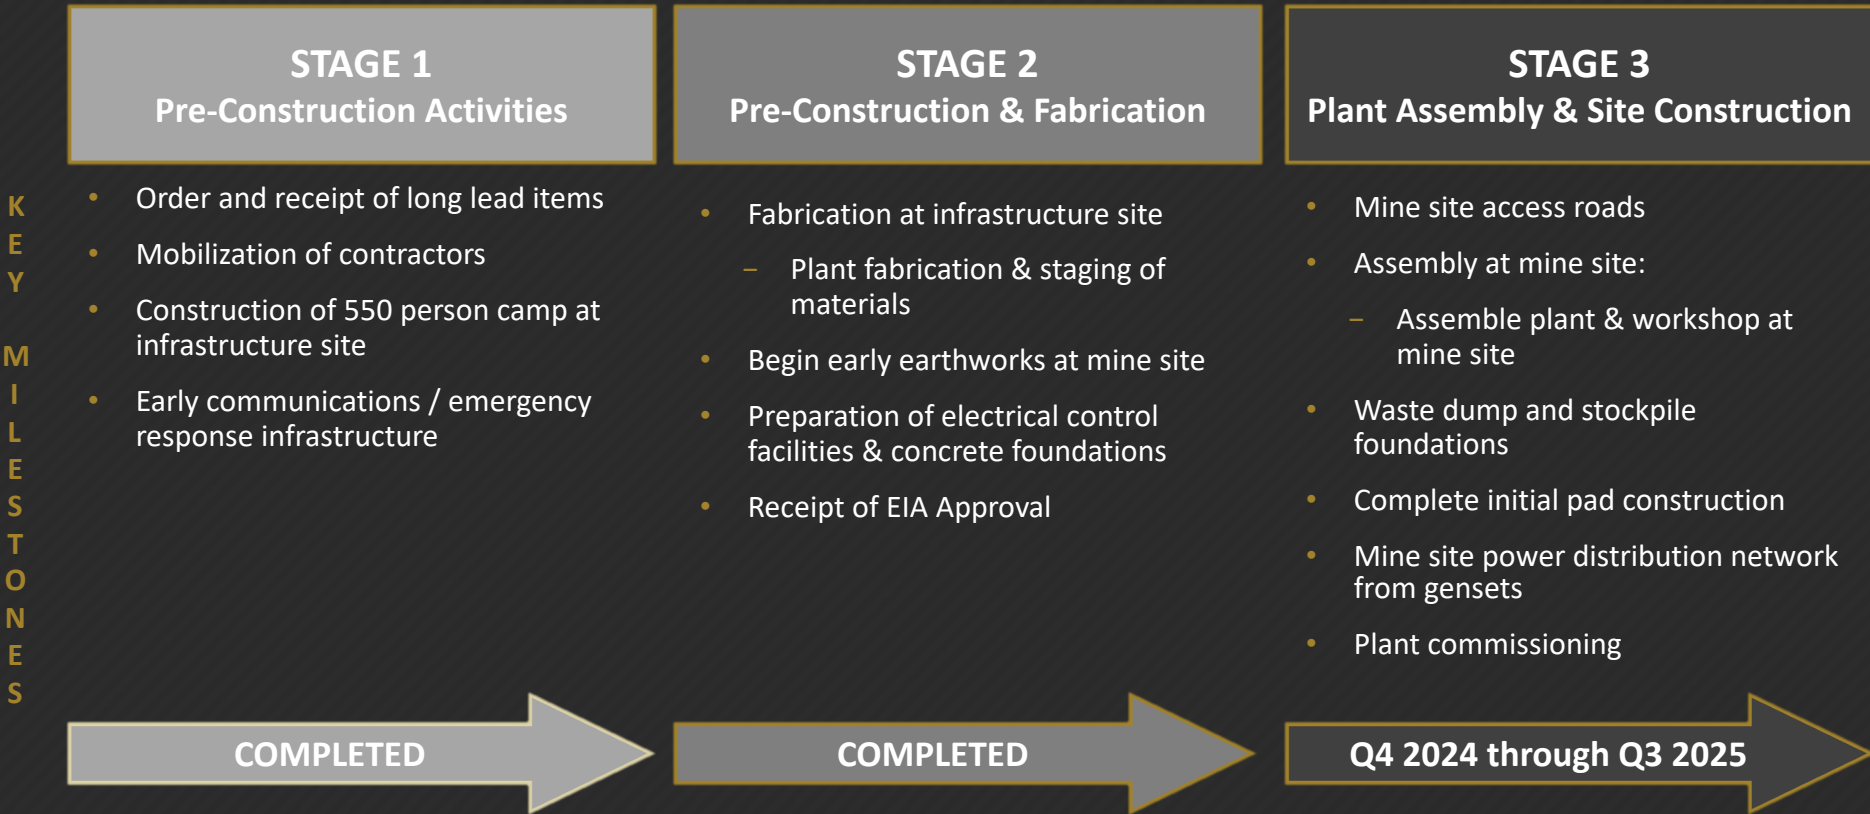 STAGE 1
Pre-Construction Activities
STAGE 2
Pre-Construction & Fabrication
STAGE 3
Plant Assembly & Site Construction
KEY MILESTONES
• Order and receipt of long lead items
• Mobilization of contractors
• Construction of 550 person camp at
infrastructure site
• Early communications / emergency
response infrastructure
• Fabrication at infrastructure site
– Plant fabrication & staging of
materials
• Begin early earthworks at mine site
• Preparation of electrical control
facilities & concrete foundations
• Receipt of EIA Approval
• Mine site access roads
• Assembly at mine site:
– Assemble plant & workshop at
mine site
• Waste dump and stockpile
foundations
• Complete initial pad construction
• Mine site power distribution network
from gensets
• Plant commissioning
COMPLETED
COMPLETED
Q4 2024 through Q3 2025